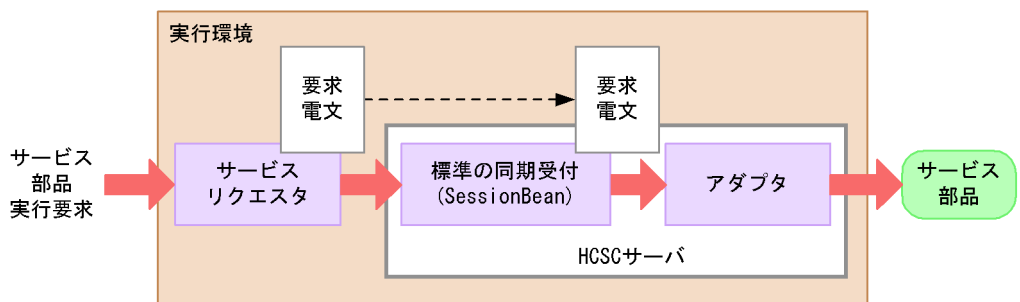 実行環境
要求
電文
要求
電文
サービス
部品
実行要求
サービス
リクエスタ
標準の同期受付
(SessionBean)
アダプタ
サービス
部品
HCSCサーバ